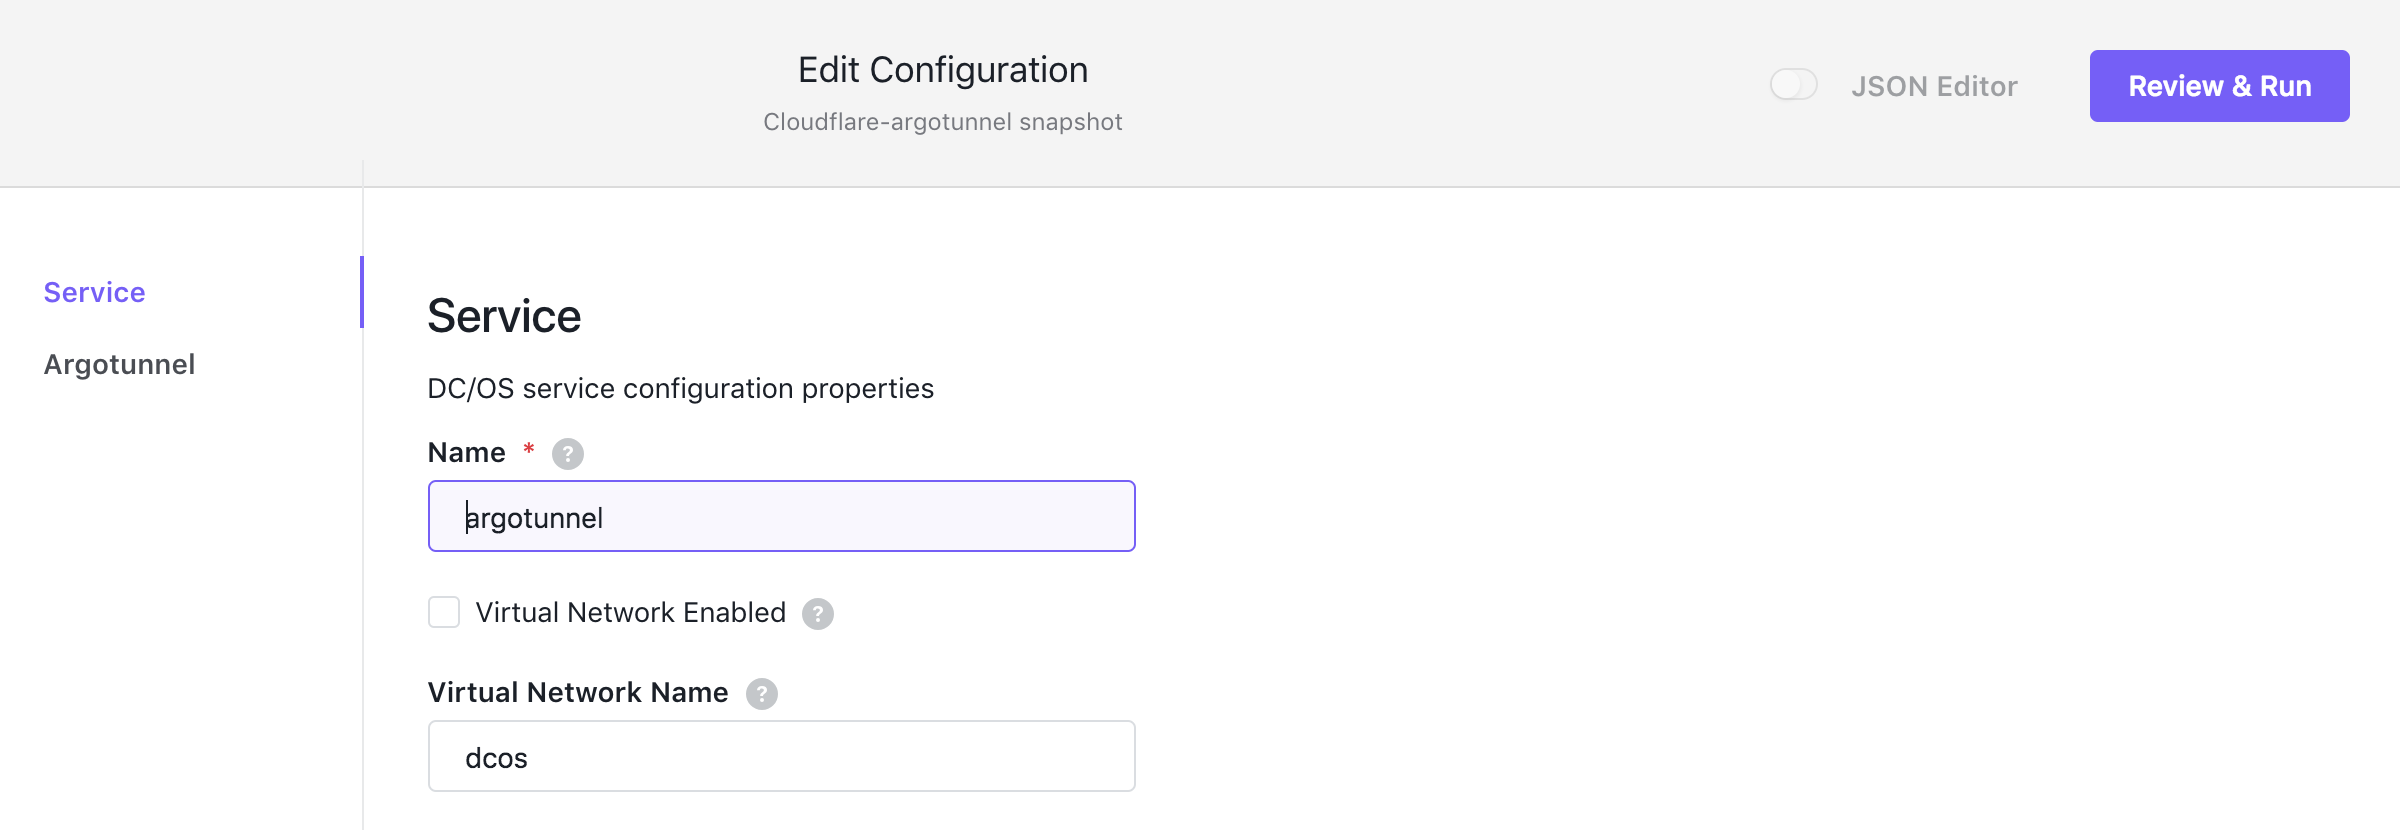 Edit Configuration
Cloudflare-argotunnel snapshot
JSON Editor
Review & Run
Service
Argotunnel
Service
DC/OS service configuration properties
Name * ?
argotunnel
Virtual Network Enabled ?
Virtual Network Name ?
dcos